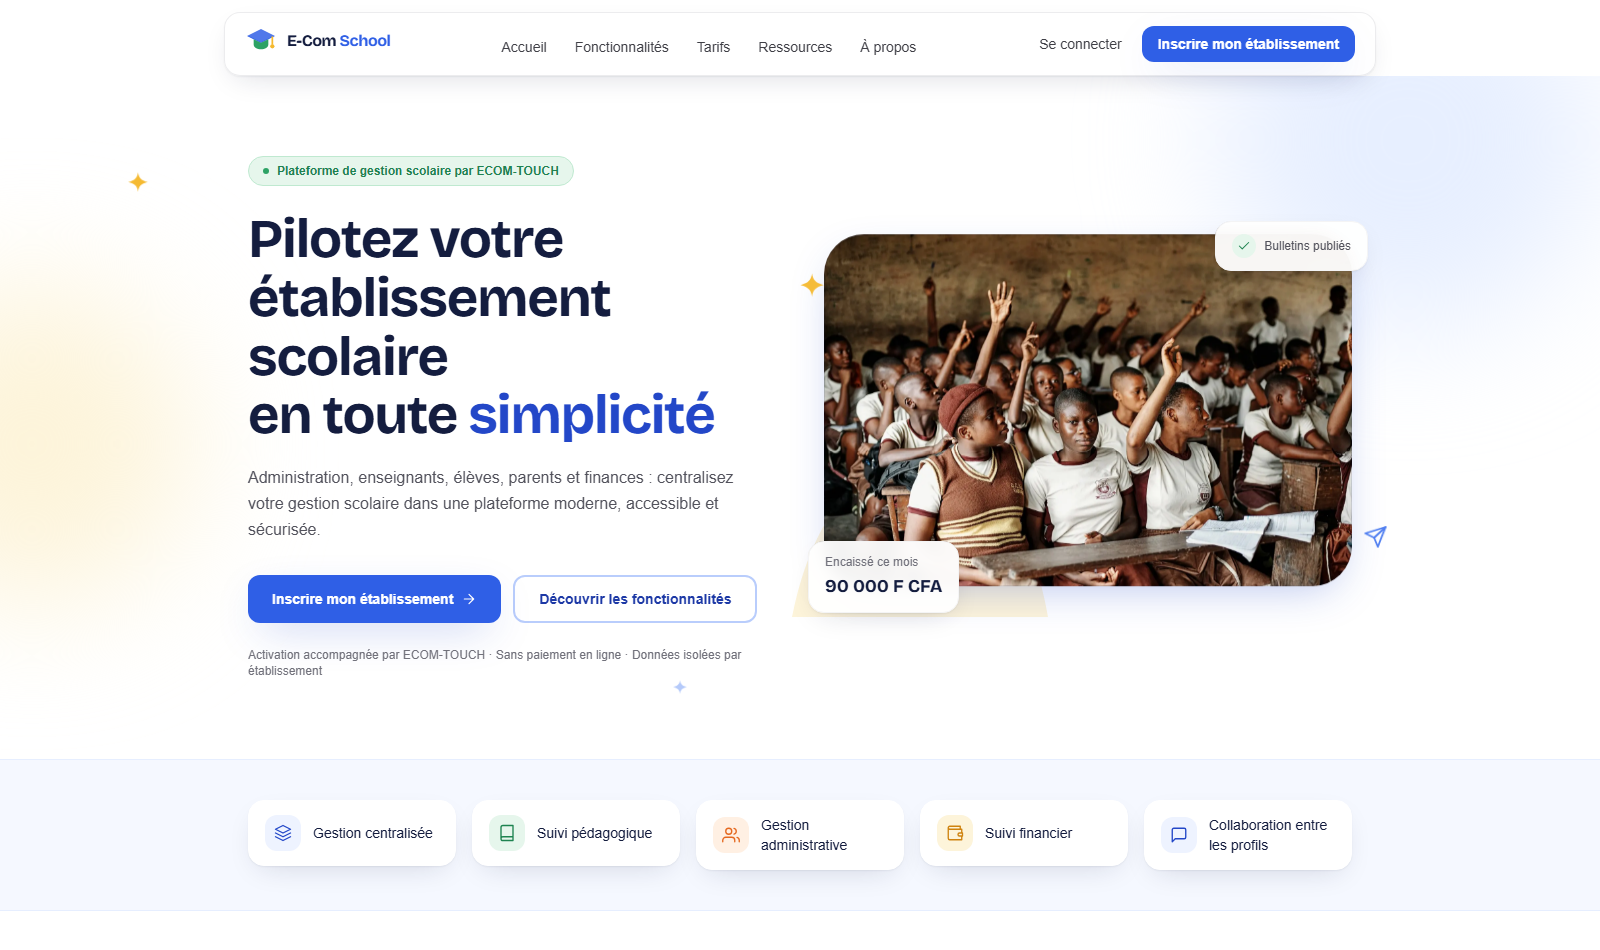 E-Com School
Accueil
Fonctionnalités
Tarifs
Ressources
À propos
Se connecter
Inscrire mon établissement
Plateforme de gestion scolaire par ECOM-TOUCH
Pilotez votre
établissement
scolaire
en toute simplicité
Administration, enseignants, élèves, parents et finances : centralisez
votre gestion scolaire dans une plateforme moderne, accessible et
sécurisée.
Inscrire mon établissement
Découvrir les fonctionnalités
Activation accompagnée par ECOM-TOUCH · Sans paiement en ligne · Données isolées par
établissement
Bulletins publiés
Encaissé ce mois
90 000 F CFA
Gestion centralisée
Suivi pédagogique
Gestion
administrative
Suivi financier
Collaboration entre
les profils